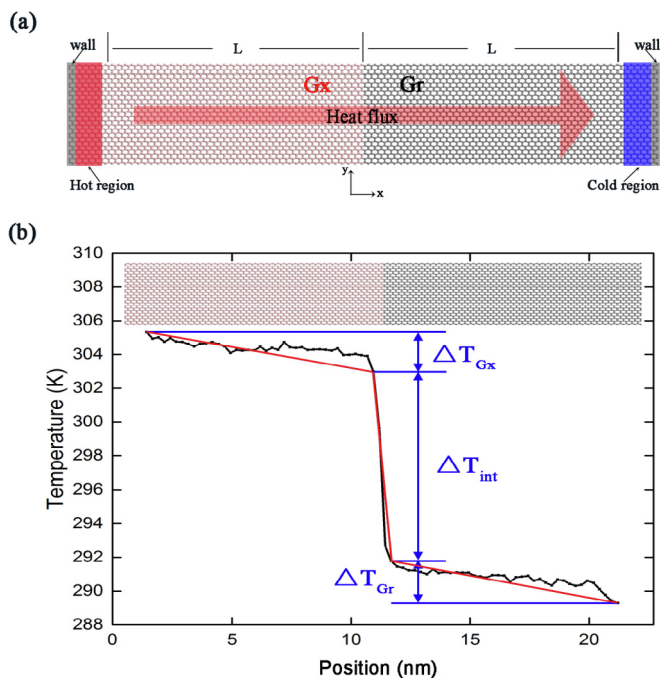 (a)
wall
L
L
wall
Gx
Gr
Heat flux
y
x
Hot region
Cold region
(b)
310
308
306
304
302
300
298
296
294
292
290
288
Temperature (K)
△ T_Gx
△ T_int
△ T_Gr
0
5
10
15
20
Position (nm)